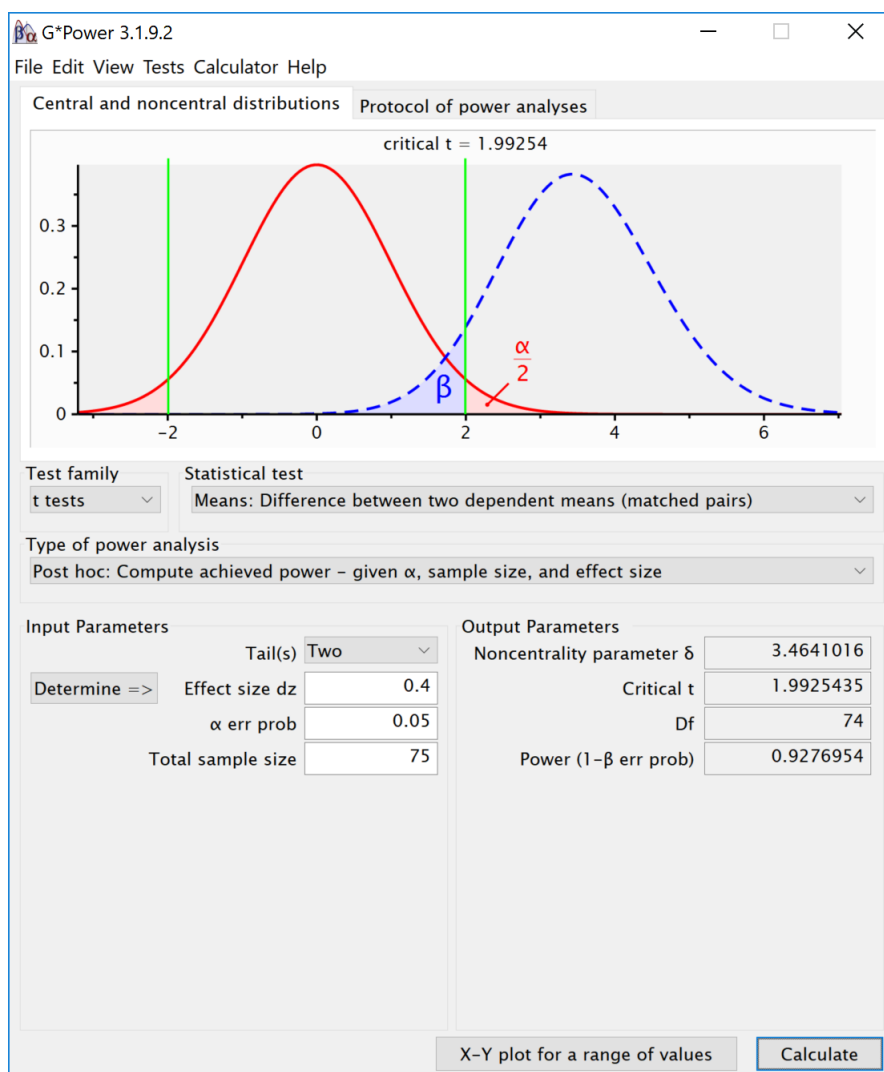 βα G*Power 3.1.9.2
File Edit View Tests Calculator Help
Central and noncentral distributions Protocol of power analyses
critical t = 1.99254
0.3
0.2
0.1
0
α
2
β
-2 0 2 4 6
Test family Statistical test
t tests Means: Difference between two dependent means (matched pairs)
Type of power analysis
Post hoc: Compute achieved power – given α, sample size, and effect size
Input Parameters Output Parameters
Tail(s) Two Noncentrality parameter δ 3.4641016
Determine => Effect size dz 0.4 Critical t 1.9925435
α err prob 0.05 Df 74
Total sample size 75 Power (1-β err prob) 0.9276954
X-Y plot for a range of values Calculate